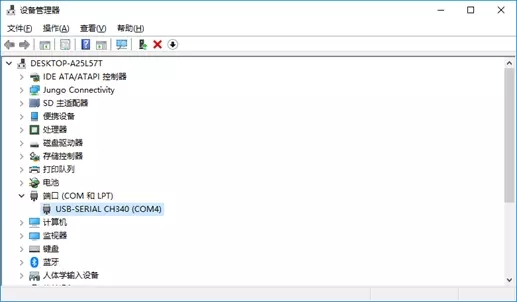 设备管理器
文件(F) 操作(A) 查看(V) 帮助(H)
DESKTOP-A25L57T
IDE ATA/ATAPI 控制器
Jungo Connectivity
SD 主适配器
便携设备
处理器
磁盘驱动器
存储控制器
打印队列
电池
端口 (COM 和 LPT)
USB-SERIAL CH340 (COM4)
计算机
监视器
键盘
蓝牙
人体学输入设备